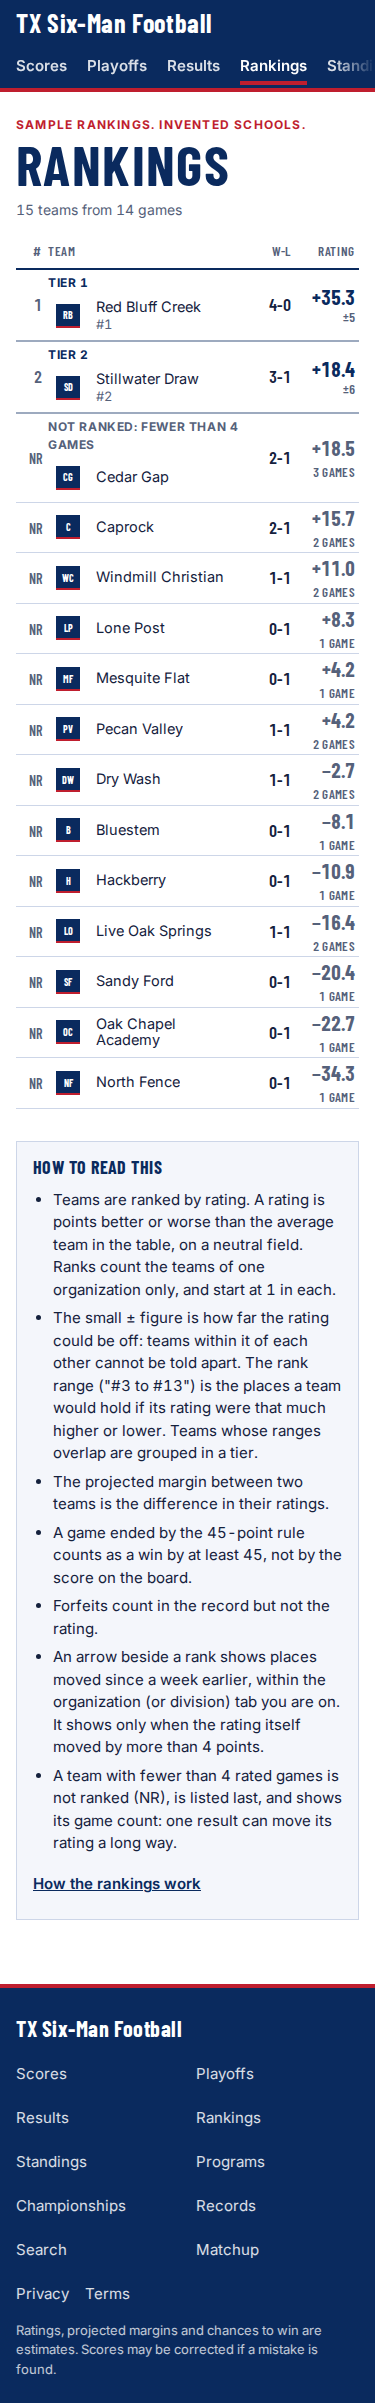 TX Six-Man Football
Scores Playoffs Results Rankings Standi
SAMPLE RANKINGS. INVENTED SCHOOLS.
RANKINGS
15 teams from 14 games
# TEAM W-L RATING
TIER 1
1 RB Red Bluff Creek 4-0 +35.3
#1 ±5
TIER 2
2 SD Stillwater Draw 3-1 +18.4
#2 ±6
NOT RANKED: FEWER THAN 4
GAMES
NR CG Cedar Gap 2-1 +18.5
3 GAMES
NR C Caprock 2-1 +15.7
2 GAMES
NR WC Windmill Christian 1-1 +11.0
2 GAMES
NR LP Lone Post 0-1 +8.3
1 GAME
NR MF Mesquite Flat 0-1 +4.2
1 GAME
NR PV Pecan Valley 1-1 +4.2
2 GAMES
NR DW Dry Wash 1-1 −2.7
2 GAMES
NR B Bluestem 0-1 −8.1
1 GAME
NR H Hackberry 0-1 −10.9
1 GAME
NR LO Live Oak Springs 1-1 −16.4
2 GAMES
NR SF Sandy Ford 0-1 −20.4
1 GAME
NR OC Oak Chapel
Academy 0-1 −22.7
1 GAME
NR NF North Fence 0-1 −34.3
1 GAME
HOW TO READ THIS
• Teams are ranked by rating. A rating is
points better or worse than the average
team in the table, on a neutral field.
Ranks count the teams of one
organization only, and start at 1 in each.
• The small ± figure is how far the rating
could be off: teams within it of each
other cannot be told apart. The rank
range ("#3 to #13") is the places a team
would hold if its rating were that much
higher or lower. Teams whose ranges
overlap are grouped in a tier.
• The projected margin between two
teams is the difference in their ratings.
• A game ended by the 45-point rule
counts as a win by at least 45, not by the
score on the board.
• Forfeits count in the record but not the
rating.
• An arrow beside a rank shows places
moved since a week earlier, within the
organization (or division) tab you are on.
It shows only when the rating itself
moved by more than 4 points.
• A team with fewer than 4 rated games is
not ranked (NR), is listed last, and shows
its game count: one result can move its
rating a long way.
How the rankings work
TX Six-Man Football
Scores Playoffs
Results Rankings
Standings Programs
Championships Records
Search Matchup
Privacy Terms
Ratings, projected margins and chances to win are
estimates. Scores may be corrected if a mistake is
found.